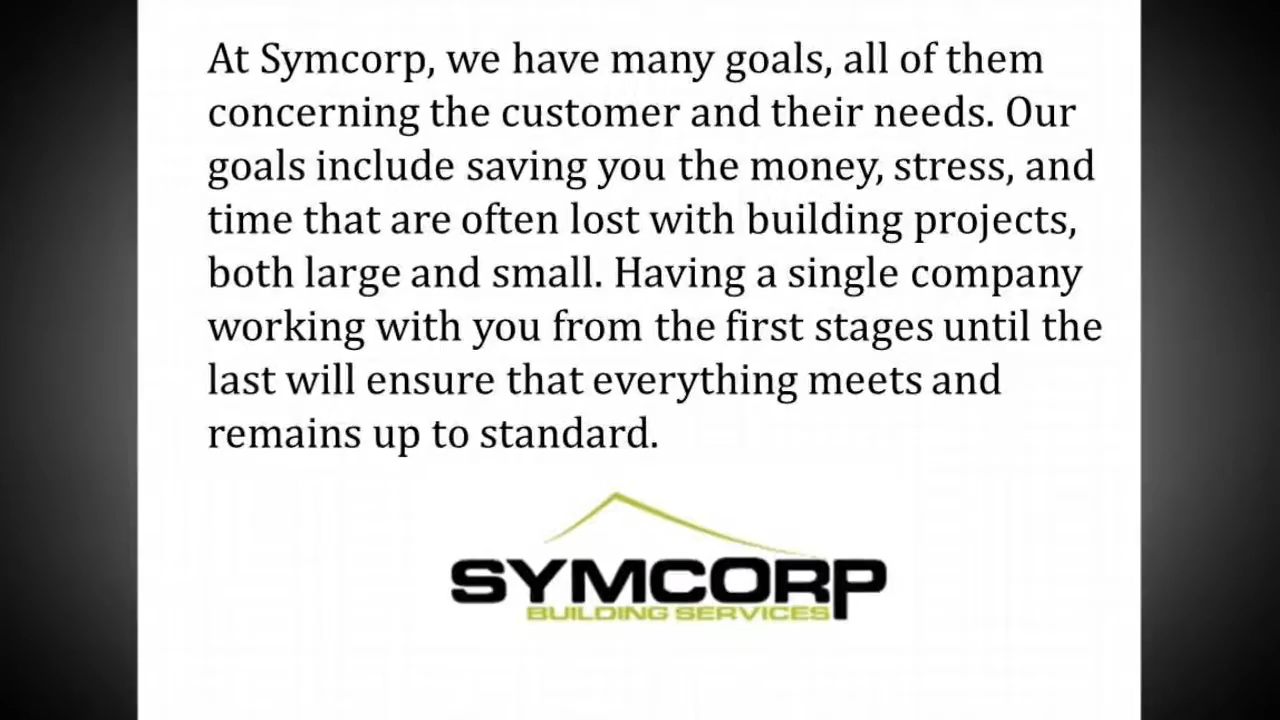 At Symcorp, we have many goals, all of them
concerning the customer and their needs. Our
goals include saving you the money, stress, and
time that are often lost with building projects,
both large and small. Having a single company
working with you from the first stages until the
last will ensure that everything meets and
remains up to standard.
SYMCORP
BUILDING SERVICES